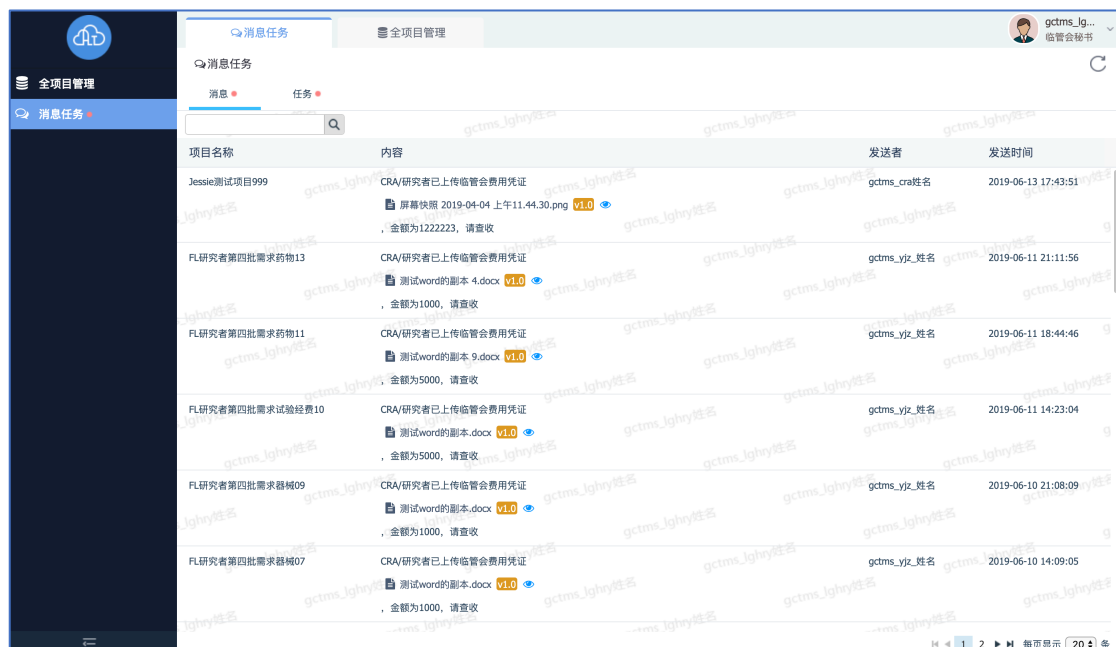 消息任务
全项目管理
gctms_lg...
临管会秘书
全项目管理
消息任务
消息任务
消息
任务
项目名称 内容 发送者 发送时间
Jessie测试项目999 CRA/研究者已上传临管会费用凭证 gctms_cra姓名 2019-06-13 17:43:51
屏幕快照 2019-04-04 上午11.44.30.png v1.0
，金额为1222223，请查收
FL研究者第四批需求药物13 CRA/研究者已上传临管会费用凭证 gctms_yjz_姓名 2019-06-11 21:11:56
测试word的副本 4.docx v1.0
，金额为1000，请查收
FL研究者第四批需求药物11 CRA/研究者已上传临管会费用凭证 gctms_yjz_姓名 2019-06-11 18:44:46
测试word的副本 9.docx v1.0
，金额为5000，请查收
FL研究者第四批需求试验经费10 CRA/研究者已上传临管会费用凭证 gctms_yjz_姓名 2019-06-11 14:23:04
测试word的副本.docx v1.0
，金额为5000，请查收
FL研究者第四批需求器械09 CRA/研究者已上传临管会费用凭证 gctms_yjz_姓名 2019-06-10 21:08:09
测试word的副本.docx v1.0
，金额为1000，请查收
FL研究者第四批需求器械07 CRA/研究者已上传临管会费用凭证 gctms_yjz_姓名 2019-06-10 14:09:05
测试word的副本.docx v1.0
，金额为1000，请查收
1 2 每页显示 20 条
gctms_lghry姓名